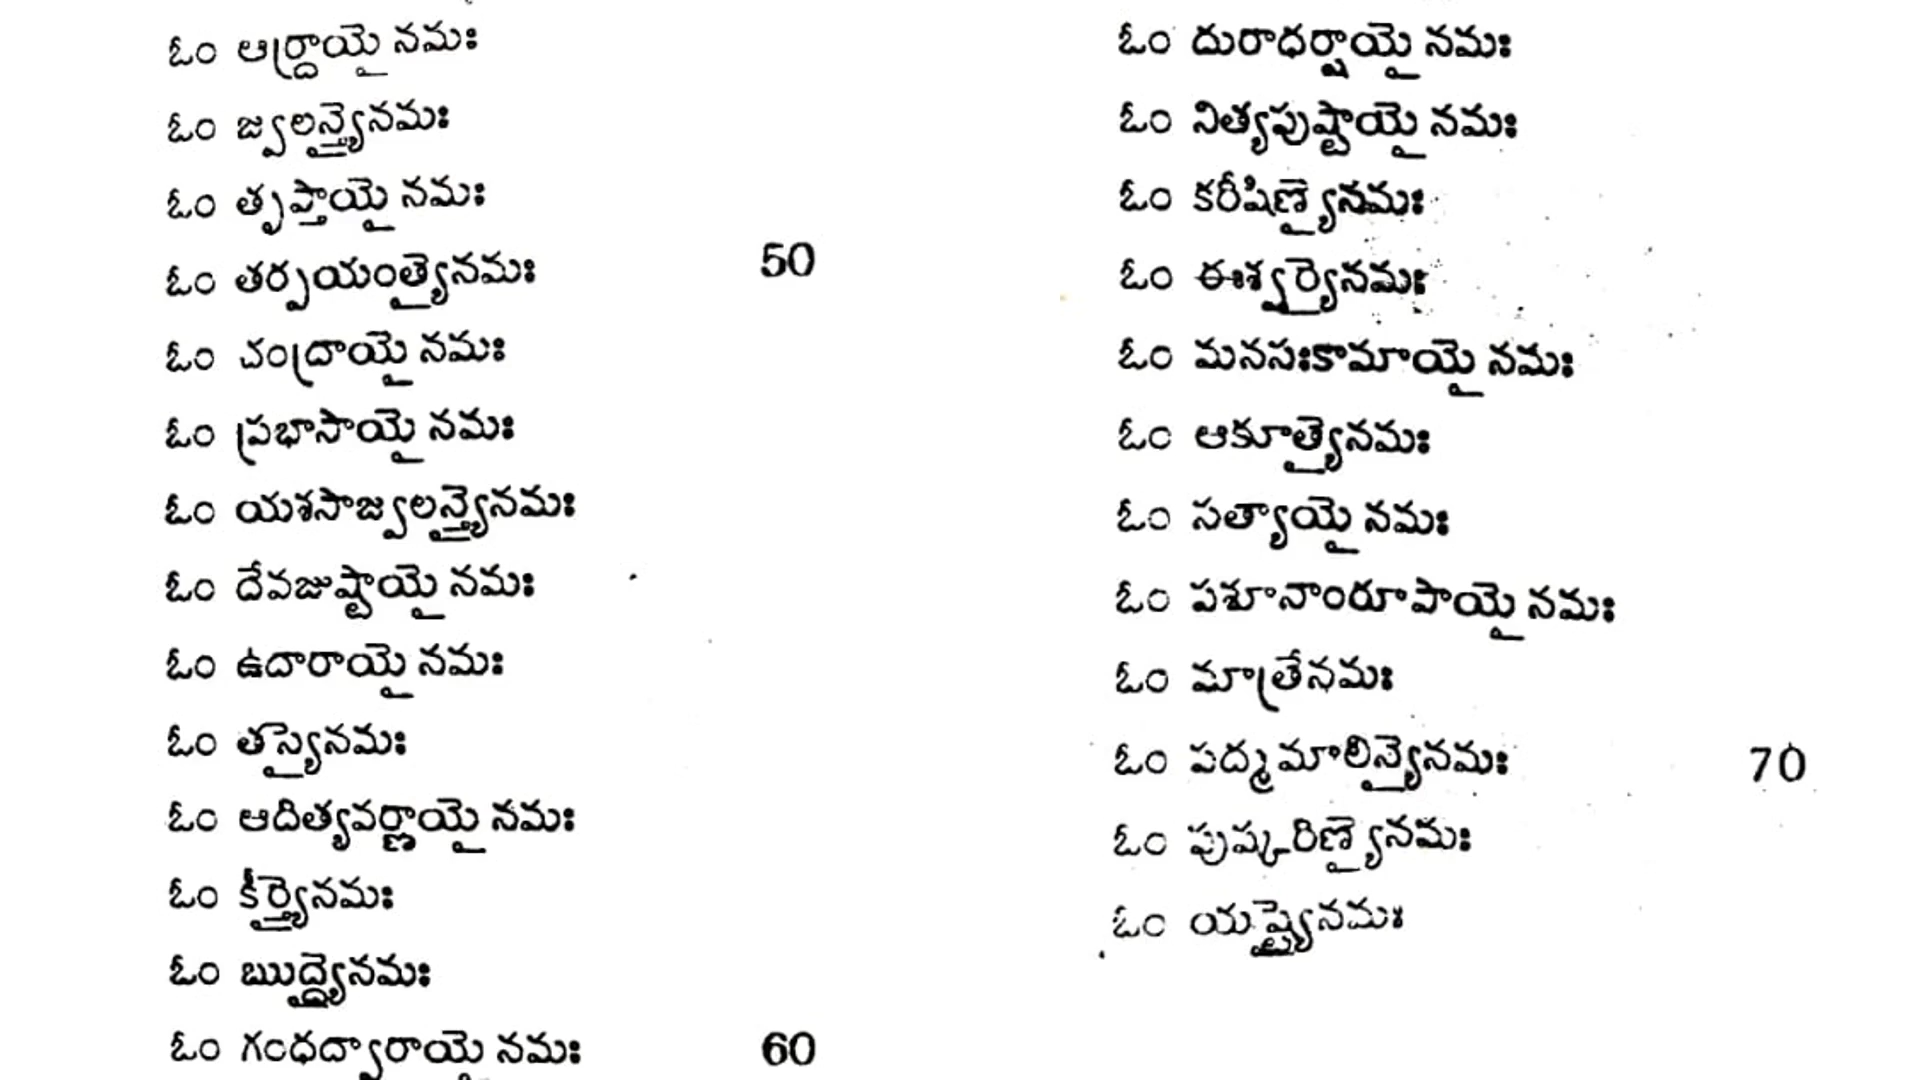 ఓం ఆర్ద్రాయై నమః
ఓం జ్వలన్త్యైనమః
ఓం తృప్తాయై నమః
ఓం తర్పయంత్యైనమః 50
ఓం చంద్రాయై నమః
ఓం ప్రభాసాయై నమః
ఓం యశసాజ్వలన్త్యైనమః
ఓం దేవజుష్టాయై నమః
ఓం ఉదారాయై నమః
ఓం తస్యైనమః
ఓం ఆదిత్యవర్ణాయై నమః
ఓం కీర్త్యైనమః
ఓం ఋద్ధ్యైనమః
ఓం గంధద్వారాయై నమః 60
ఓం దురాధర్షాయై నమః
ఓం నిత్యపుష్టాయై నమః
ఓం కరీషిణ్యైనమః
ఓం ఈశ్వర్యైనమః
ఓం మనసఃకామాయై నమః
ఓం ఆకూత్యైనమః
ఓం సత్యాయై నమః
ఓం పశూనాంరూపాయై నమః
ఓం మాత్రేనమః
ఓం పద్మమాలిన్యైనమః 70
ఓం పుష్కరిణ్యైనమః
ఓం యష్ట్యైనమః